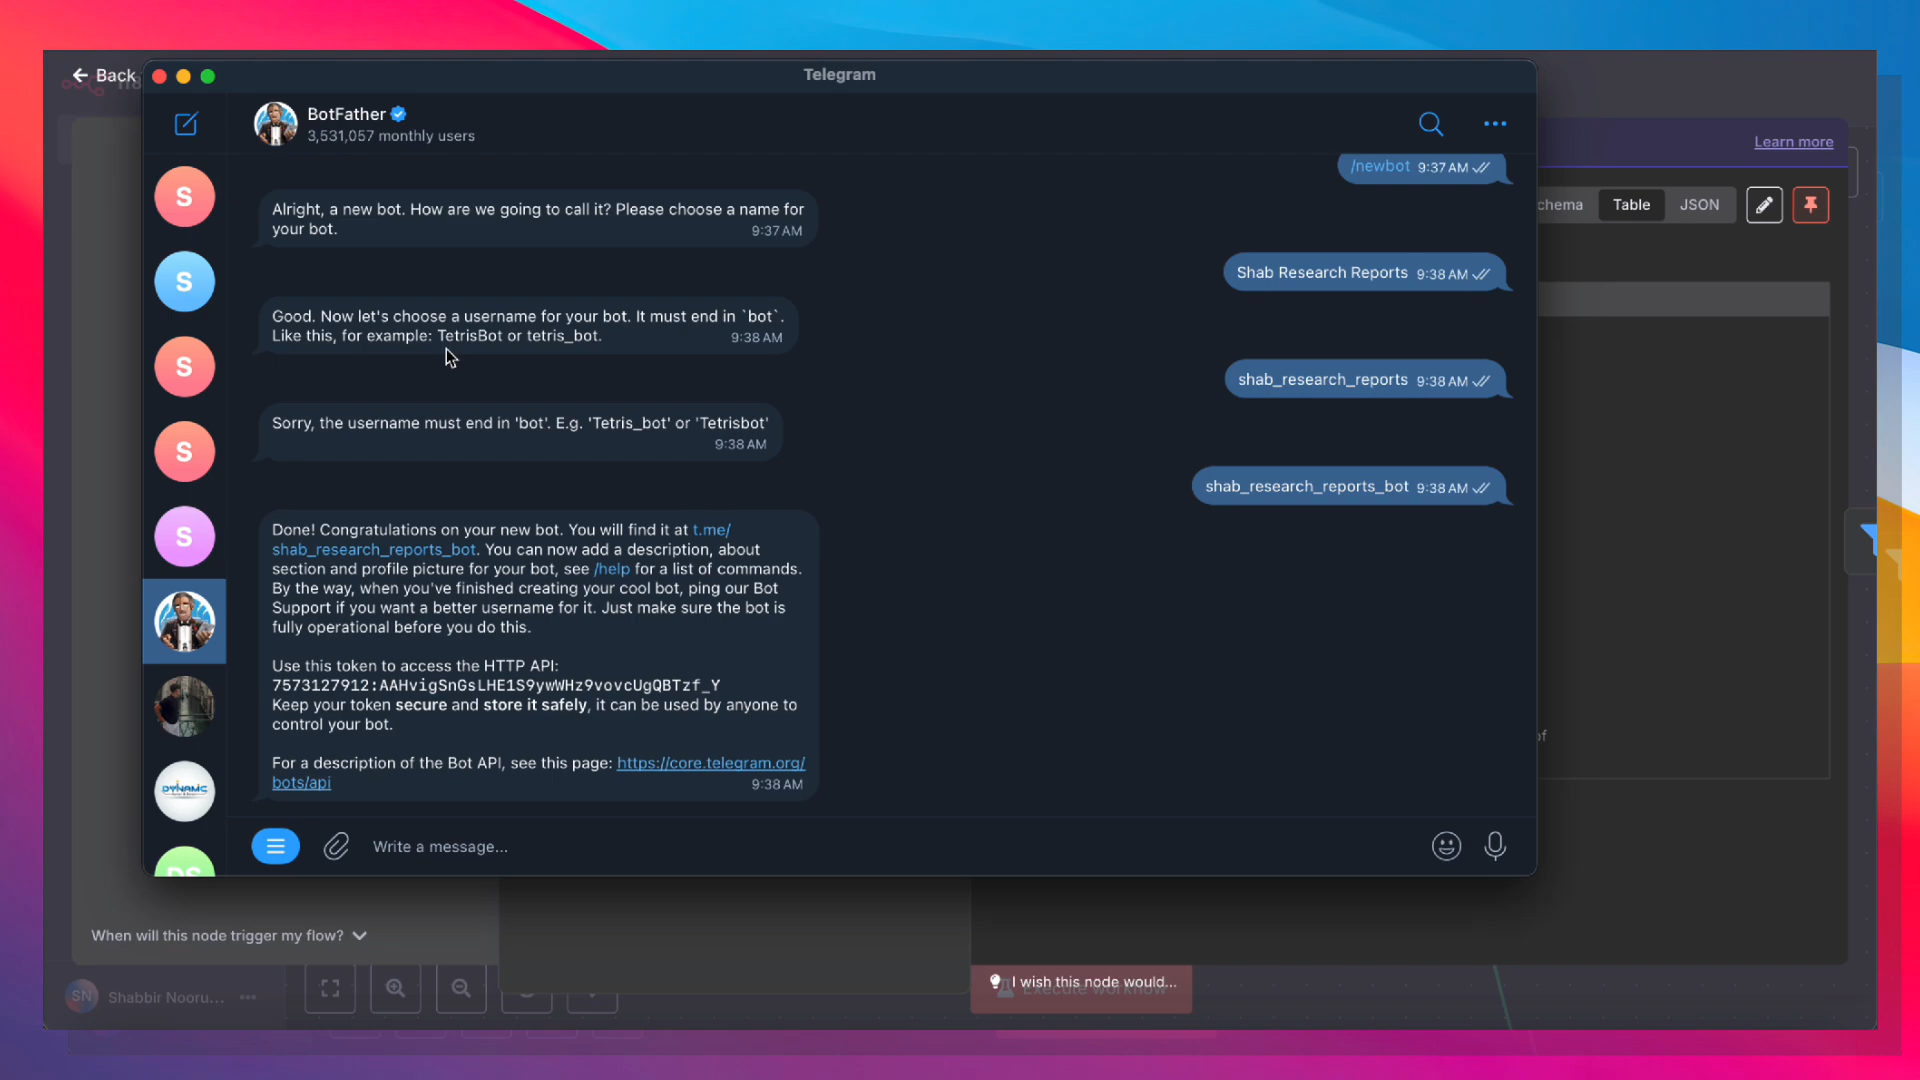 Back
Telegram
BotFather
3,531,057 monthly users
Learn more
/newbot 9:37 AM
Alright, a new bot. How are we going to call it? Please choose a name for
your bot.
9:37 AM
chema
Table
JSON
Shab Research Reports 9:38 AM
Good. Now let's choose a username for your bot. It must end in `bot`.
Like this, for example: TetrisBot or tetris_bot.
9:38 AM
shab_research_reports 9:38 AM
Sorry, the username must end in 'bot'. E.g. 'Tetris_bot' or 'Tetrisbot'
9:38 AM
shab_research_reports_bot 9:38 AM
Done! Congratulations on your new bot. You will find it at t.me/
shab_research_reports_bot. You can now add a description, about
section and profile picture for your bot, see /help for a list of commands.
By the way, when you've finished creating your cool bot, ping our Bot
Support if you want a better username for it. Just make sure the bot is
fully operational before you do this.
Use this token to access the HTTP API:
7573127912:AAHvigSnGsLHE1S9ywWHz9vovcUgQBTzf_Y
Keep your token secure and store it safely, it can be used by anyone to
control your bot.
For a description of the Bot API, see this page: https://core.telegram.org/
bots/api
9:38 AM
S
S
S
S
S
DYNAMIC
DS
of
Write a message...
When will this node trigger my flow?
SN
Shabbir Nooru...
I wish this node would...
Execute workflow